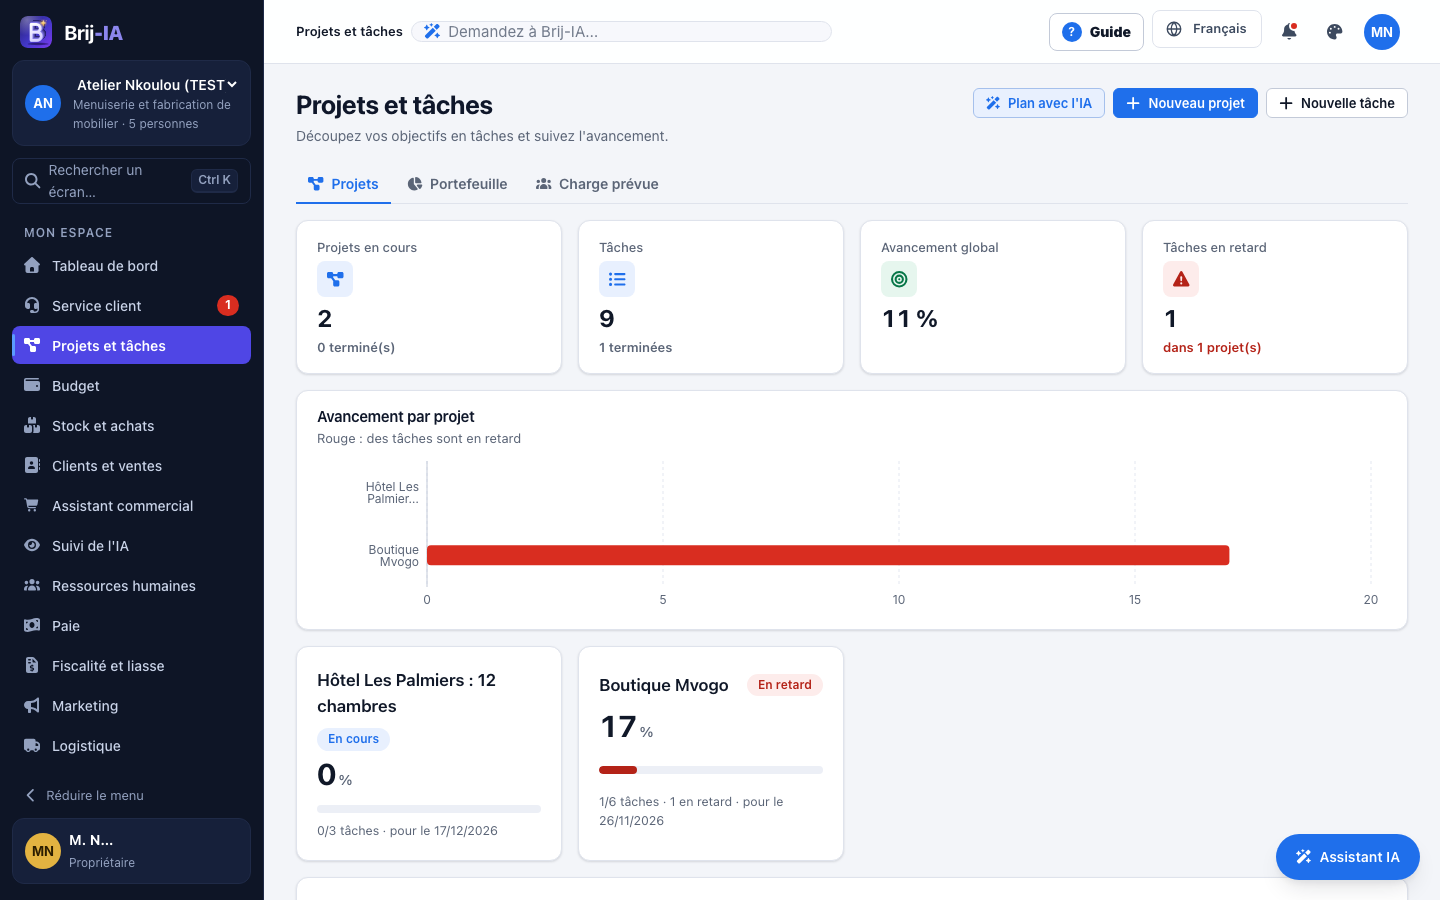 Brij-IA
AN
Atelier Nkoulou (TEST
Menuiserie et fabrication de
mobilier · 5 personnes
Rechercher un
écran...
Ctrl K
MON ESPACE
Tableau de bord
Service client
1
Projets et tâches
Budget
Stock et achats
Clients et ventes
Assistant commercial
Suivi de l'IA
Ressources humaines
Paie
Fiscalité et liasse
Marketing
Logistique
Réduire le menu
MN
M. N...
Propriétaire
Projets et tâches
Demandez à Brij-IA...
? Guide
Français
MN
Projets et tâches
Découpez vos objectifs en tâches et suivez l'avancement.
Plan avec l'IA
Nouveau projet
Nouvelle tâche
Projets
Portefeuille
Charge prévue
Projets en cours
2
0 terminé(s)
Tâches
9
1 terminées
Avancement global
11 %
Tâches en retard
1
dans 1 projet(s)
Avancement par projet
Rouge : des tâches sont en retard
Hôtel Les
Palmier...
Boutique
Mvogo
0
5
10
15
20
Hôtel Les Palmiers : 12
chambres
En cours
0 %
0/3 tâches · pour le 17/12/2026
Boutique Mvogo
En retard
17 %
1/6 tâches · 1 en retard · pour le
26/11/2026
Assistant IA